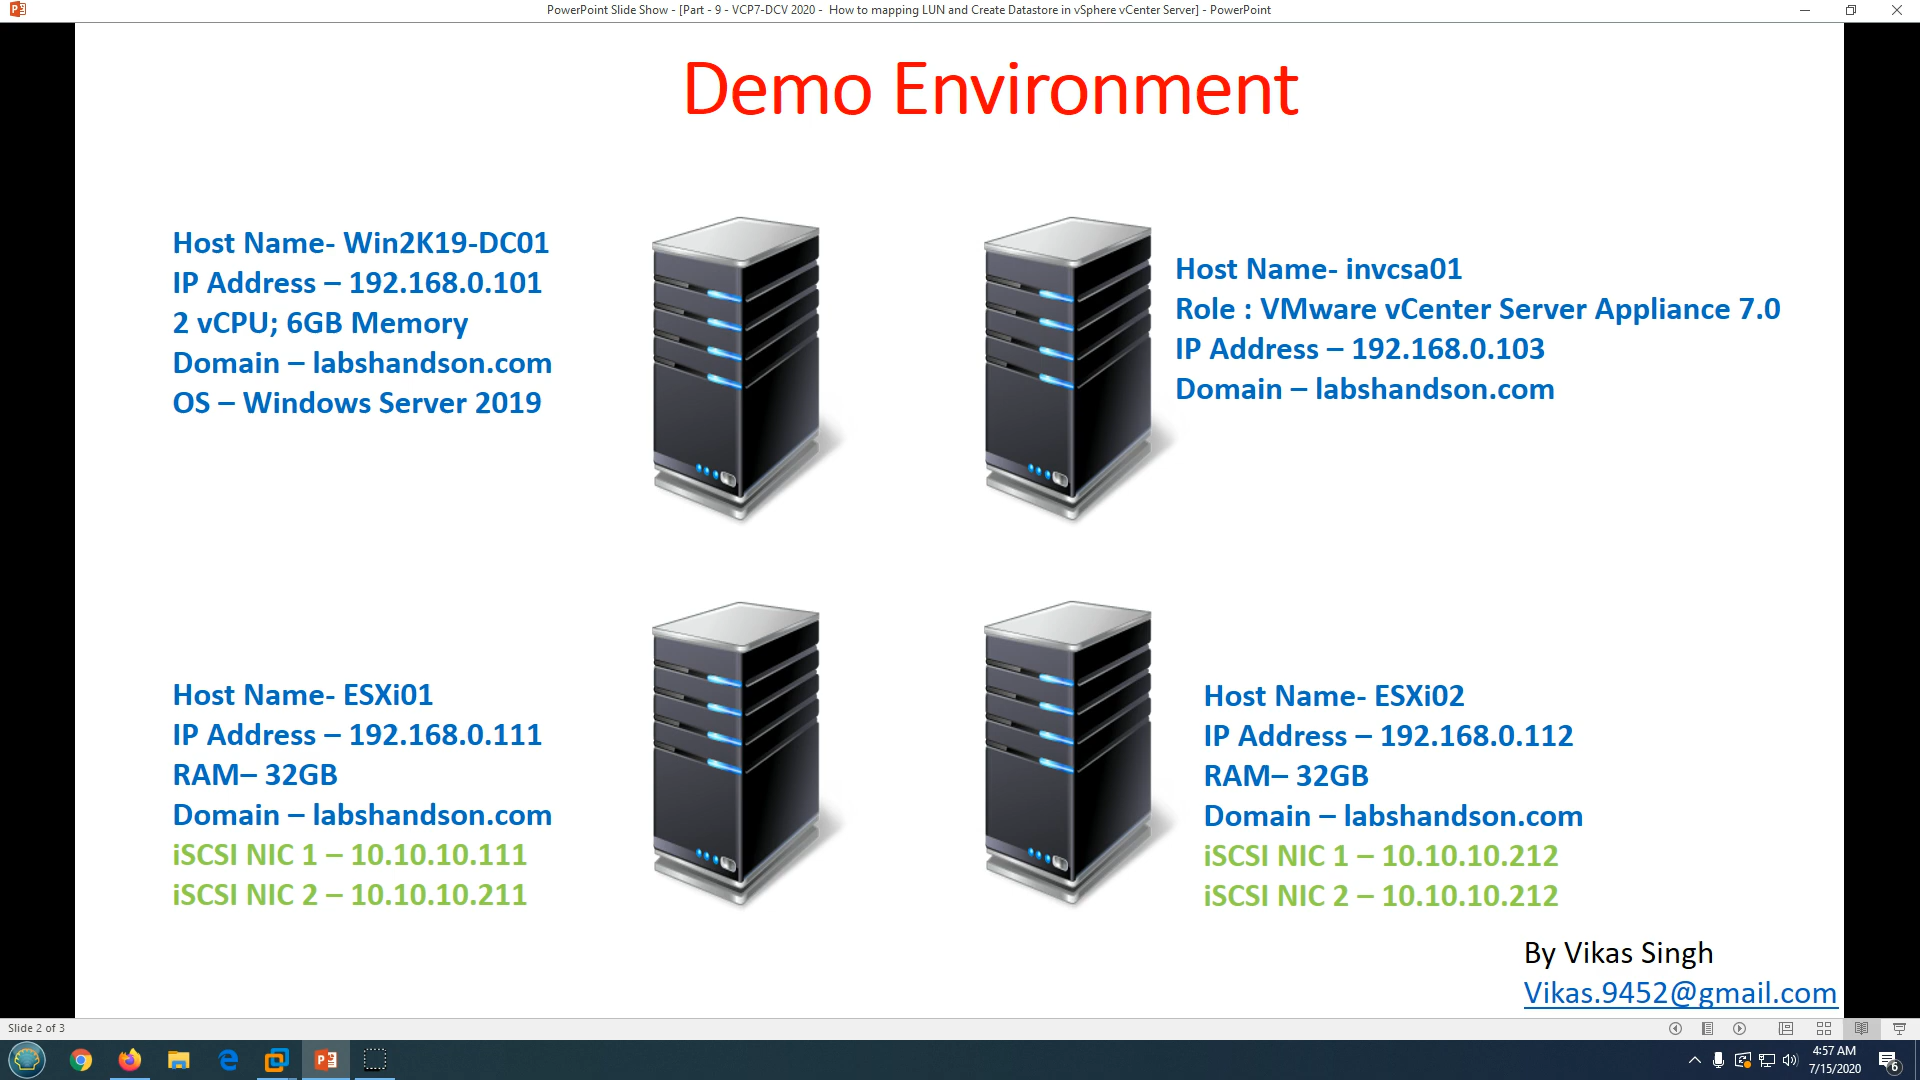 PowerPoint Slide Show - [Part - 9 - VCP7-DCV 2020 - How to mapping LUN and Create Datastore in vSphere vCenter Server] - PowerPoint
Demo Environment
Host Name- Win2K19-DC01
IP Address – 192.168.0.101
2 vCPU; 6GB Memory
Domain – labshandson.com
OS – Windows Server 2019
Host Name- invcsa01
Role : VMware vCenter Server Appliance 7.0
IP Address – 192.168.0.103
Domain – labshandson.com
Host Name- ESXi01
IP Address – 192.168.0.111
RAM– 32GB
Domain – labshandson.com
iSCSI NIC 1 – 10.10.10.111
iSCSI NIC 2 – 10.10.10.211
Host Name- ESXi02
IP Address – 192.168.0.112
RAM– 32GB
Domain – labshandson.com
iSCSI NIC 1 – 10.10.10.212
iSCSI NIC 2 – 10.10.10.212
By Vikas Singh
Vikas.9452@gmail.com
Slide 2 of 3
4:57 AM
7/15/2020
6